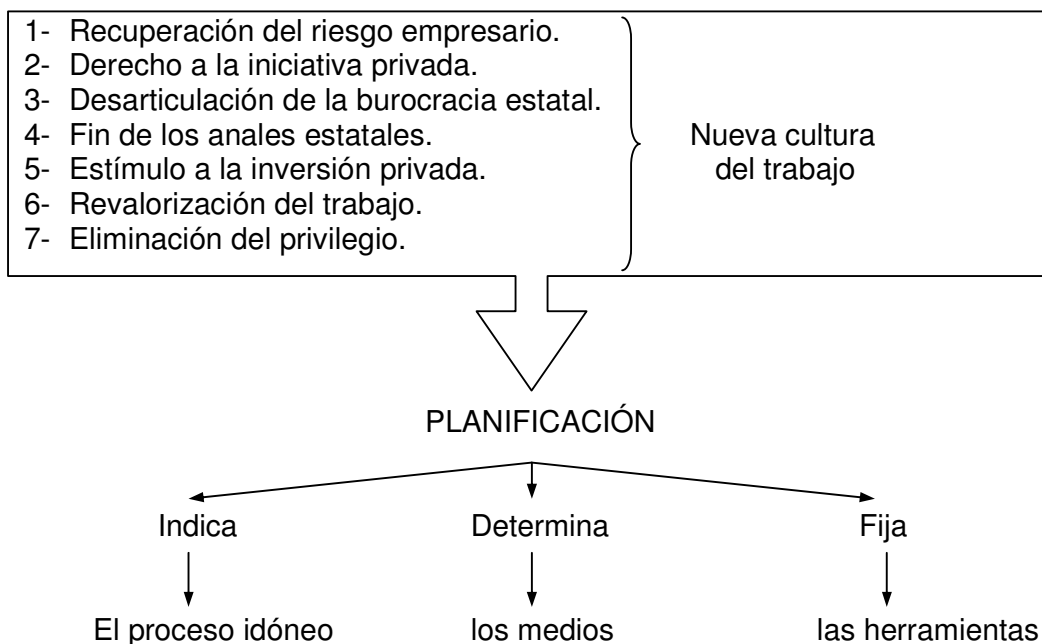 1- Recuperación del riesgo empresario.
2- Derecho a la iniciativa privada.
3- Desarticulación de la burocracia estatal.
4- Fin de los anales estatales.
5- Estímulo a la inversión privada.
6- Revalorización del trabajo.
7- Eliminación del privilegio.
Nueva cultura
del trabajo
PLANIFICACIÓN
Indica
Determina
Fija
El proceso idóneo
los medios
las herramientas